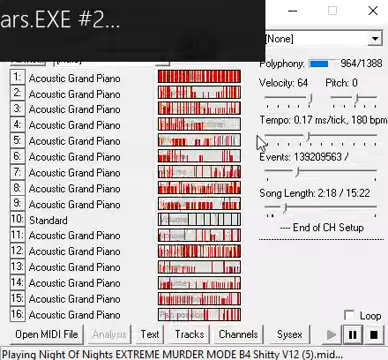 ars.EXE #2...
[None]
Polyphony: 964/1388
Velocity: 64 Pitch: 0
Tempo: 0.17 ms/tick, 180 bpm
Events: 139209563 /
Song Length: 2:18 / 15:22
---- End of CH Setup
1: Acoustic Grand Piano
2: Acoustic Grand Piano
3: Acoustic Grand Piano
4: Acoustic Grand Piano
5: Acoustic Grand Piano
6: Acoustic Grand Piano
7: Acoustic Grand Piano
8: Acoustic Grand Piano
9: Acoustic Grand Piano
10: Standard
11: Acoustic Grand Piano
12: Acoustic Grand Piano
13: Acoustic Grand Piano
14: Acoustic Grand Piano
15: Acoustic Grand Piano
16: Acoustic Grand Piano
Loop
Open MIDI File Analysis Text Tracks Channels Sysex
Playing Night Of Nights EXTREME MURDER MODE B4 Shitty V12 (5).mid...